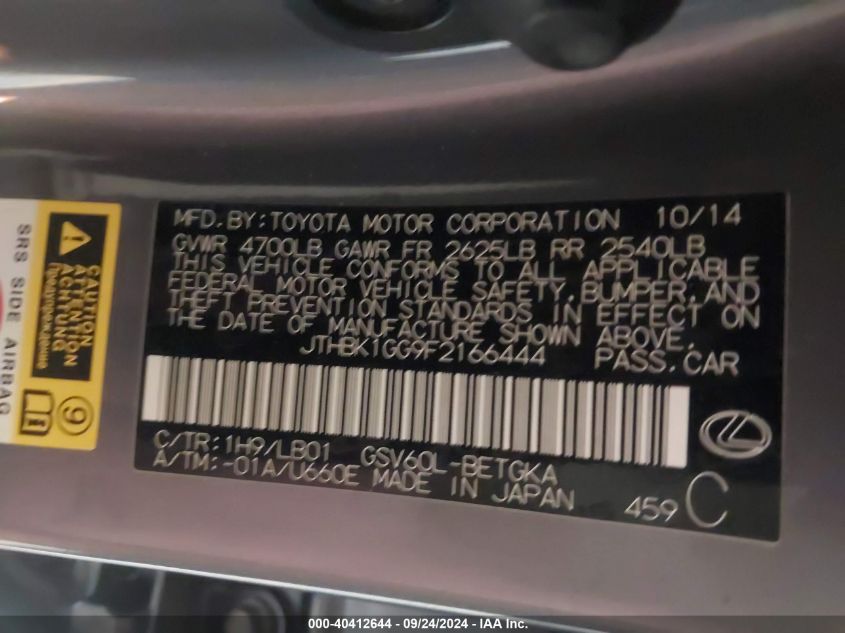 MFD.BY:TOYOTA MOTOR CORPORATION 10/14
GVWR 4700LB GAWR FR 2625LB RR 2540LB
THIS VEHICLE CONFORMS TO ALL APPLICABLE
FEDERAL MOTOR VEHICLE SAFETY,BUMPER,AND
THEFT PREVENTION STANDARDS IN EFFECT ON
THE DATE OF MANUFACTURE SHOWN ABOVE.
JTHBK1GG9F2166444 PASS.CAR
C/TR:1H9/LB01 GSV60L-BETGKA
A/TM:-01A/U660E MADE IN JAPAN
459 C
CAUTION
ATTENTION
ACHTUNG
Предупреждение
SRS SIDE AIRBAG
9
000-40412644 - 09/24/2024 - IAA Inc.